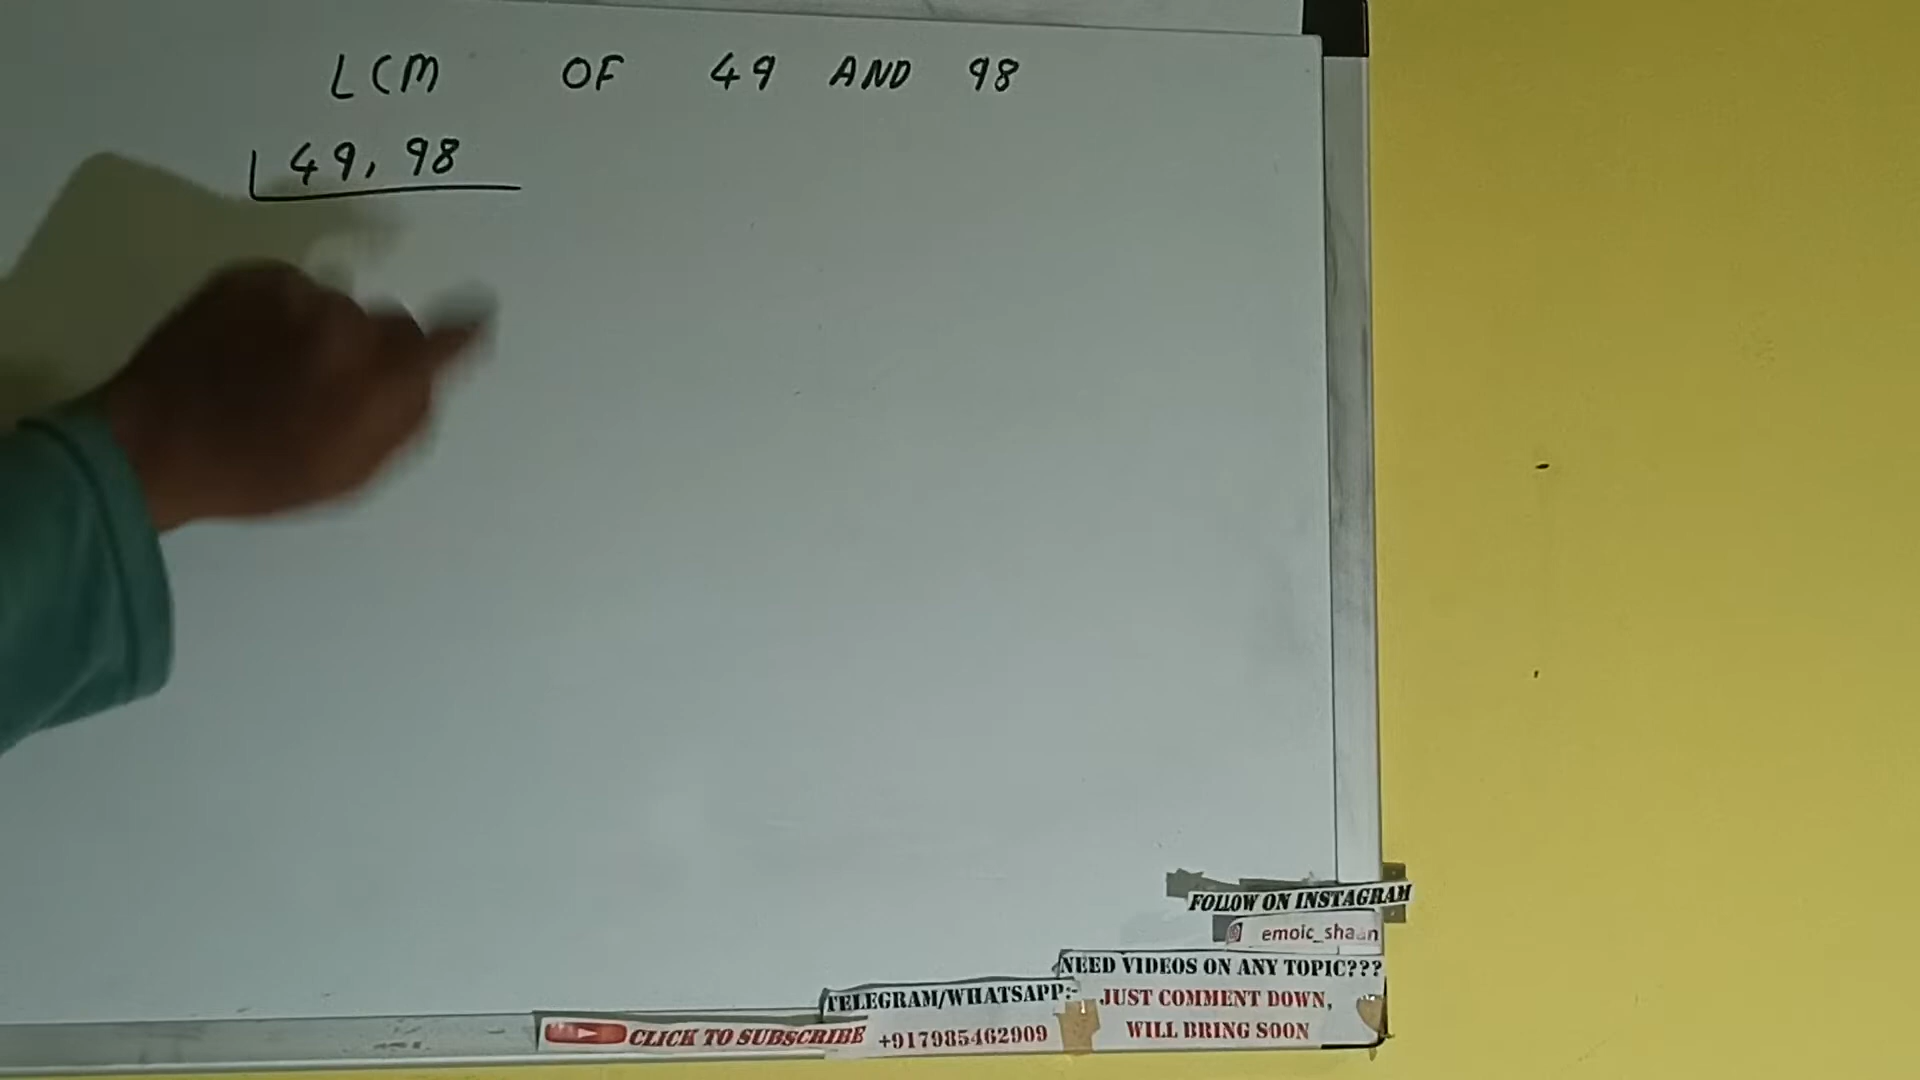 LCM OF 49 AND 98
49, 98
FOLLOW ON INSTAGRAM
emoic_shaan
NEED VIDEOS ON ANY TOPIC???
TELEGRAM/WHATSAPP:-
JUST COMMENT DOWN,
CLICK TO SUBSCRIBE
+917985462909
WILL BRING SOON